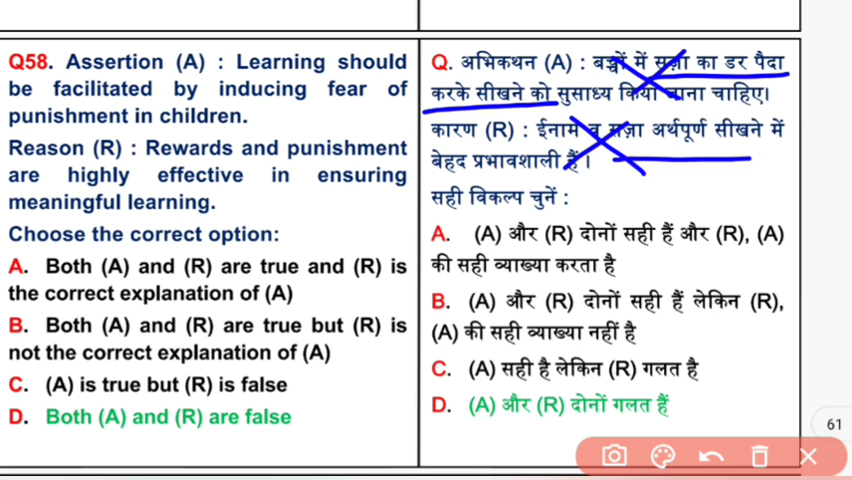 Q58. Assertion (A) : Learning should
be facilitated by inducing fear of
punishment in children.
Reason (R) : Rewards and punishment
are highly effective in ensuring
meaningful learning.
Choose the correct option:
A. Both (A) and (R) are true and (R) is
the correct explanation of (A)
B. Both (A) and (R) are true but (R) is
not the correct explanation of (A)
C. (A) is true but (R) is false
D. Both (A) and (R) are false
Q. अभिकथन (A) : बच्चों में सज़ा का डर पैदा
करके सीखने को सुसाध्य किया जाना चाहिए।
कारण (R) : ईनाम व सज़ा अर्थपूर्ण सीखने में
बेहद प्रभावशाली हैं।
सही विकल्प चुनें :
A. (A) और (R) दोनों सही हैं और (R), (A)
की सही व्याख्या करता है
B. (A) और (R) दोनों सही हैं लेकिन (R),
(A) की सही व्याख्या नहीं है
C. (A) सही है लेकिन (R) गलत है
D. (A) और (R) दोनों गलत हैं
61